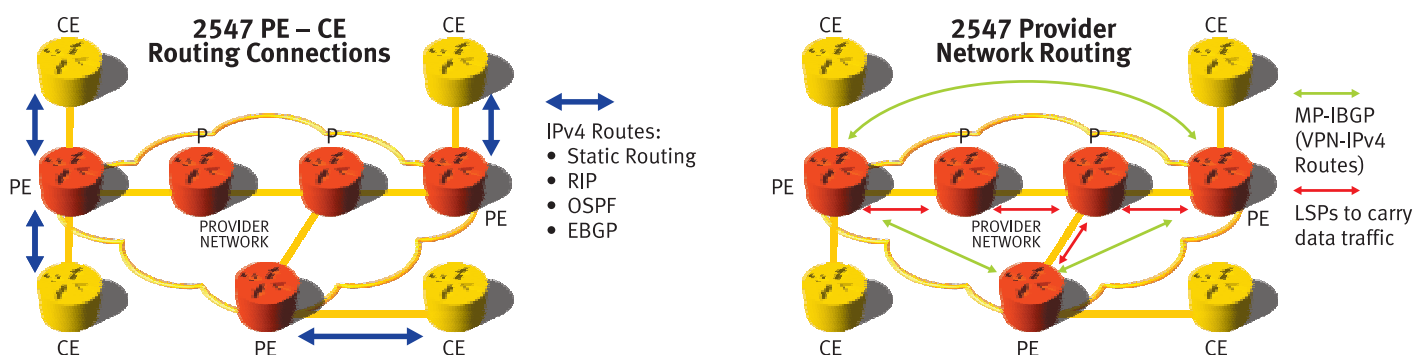 2547 PE – CE
Routing Connections
CE
CE
P
P
PE
PE
PROVIDER
NETWORK
CE
PE
CE
IPv4 Routes:
• Static Routing
• RIP
• OSPF
• EBGP
2547 Provider
Network Routing
CE
CE
P
P
PE
PE
PROVIDER
NETWORK
CE
PE
CE
MP-IBGP
(VPN-IPv4
Routes)
LSPs to carry
data traffic